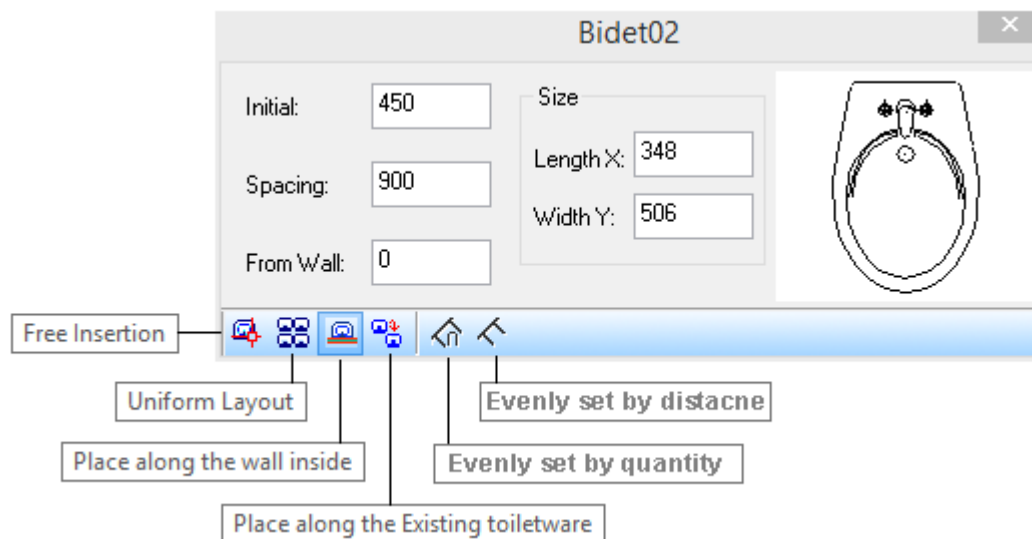 Bidet02
Initial: 450
Spacing: 900
From Wall: 0
Size
Length X: 348
Width Y: 506
Free Insertion
Uniform Layout
Evenly set by distacne
Place along the wall inside
Evenly set by quantity
Place along the Existing toiletware